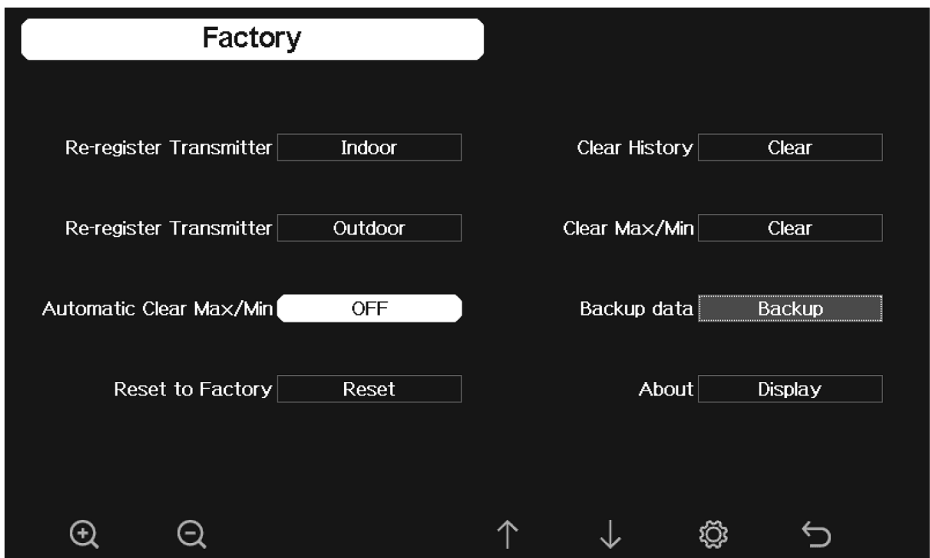 Factory
Re-register Transmitter Indoor Clear History Clear
Re-register Transmitter Outdoor Clear Max/Min Clear
Automatic Clear Max/Min OFF Backup data Backup
Reset to Factory Reset About Display